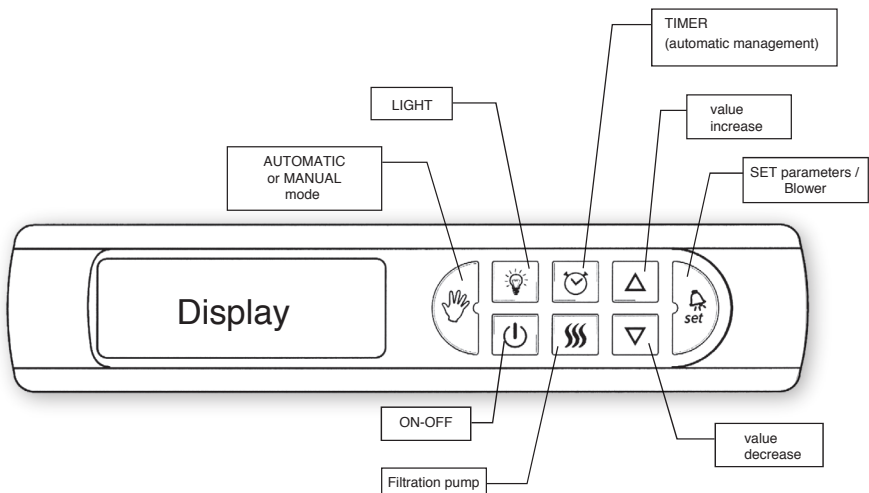 TIMER
(automatic management)
LIGHT
value
increase
AUTOMATIC
or MANUAL
mode
SET parameters /
Blower
Display
set
ON-OFF
value
decrease
Filtration pump